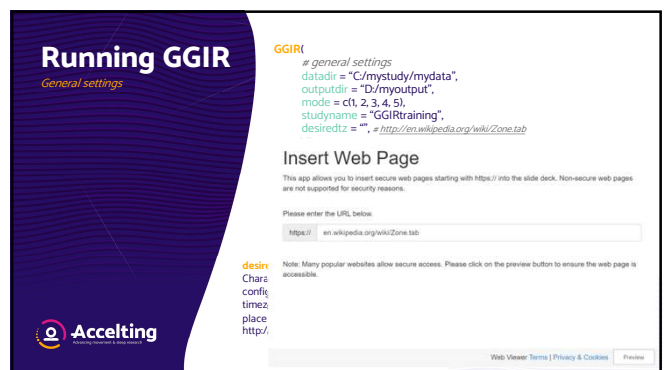 Running GGIR
General settings
GGIR(
# general settings
datadir = “C:/mystudy/mydata”,
outputdir = “D:/myoutput”,
mode = c(1, 2, 3, 4, 5),
studyname = “GGIRtraining”,
desiredtz = “”, # http://en.wikipedia.org/wiki/Zone.tab
Insert Web Page
This app allows you to insert secure web pages starting with https:// into the slide deck. Non-secure web pages
are not supported for security reasons.
Please enter the URL below.
https:// en.wikipedia.org/wiki/Zone.tab
Note: Many popular websites allow secure access. Please click on the preview button to ensure the web page is
accessible.
desire
Chara
config
timez
place
http:/
Accelting
Advancing movement & sleep research
Web Viewer Terms | Privacy & Cookies Preview